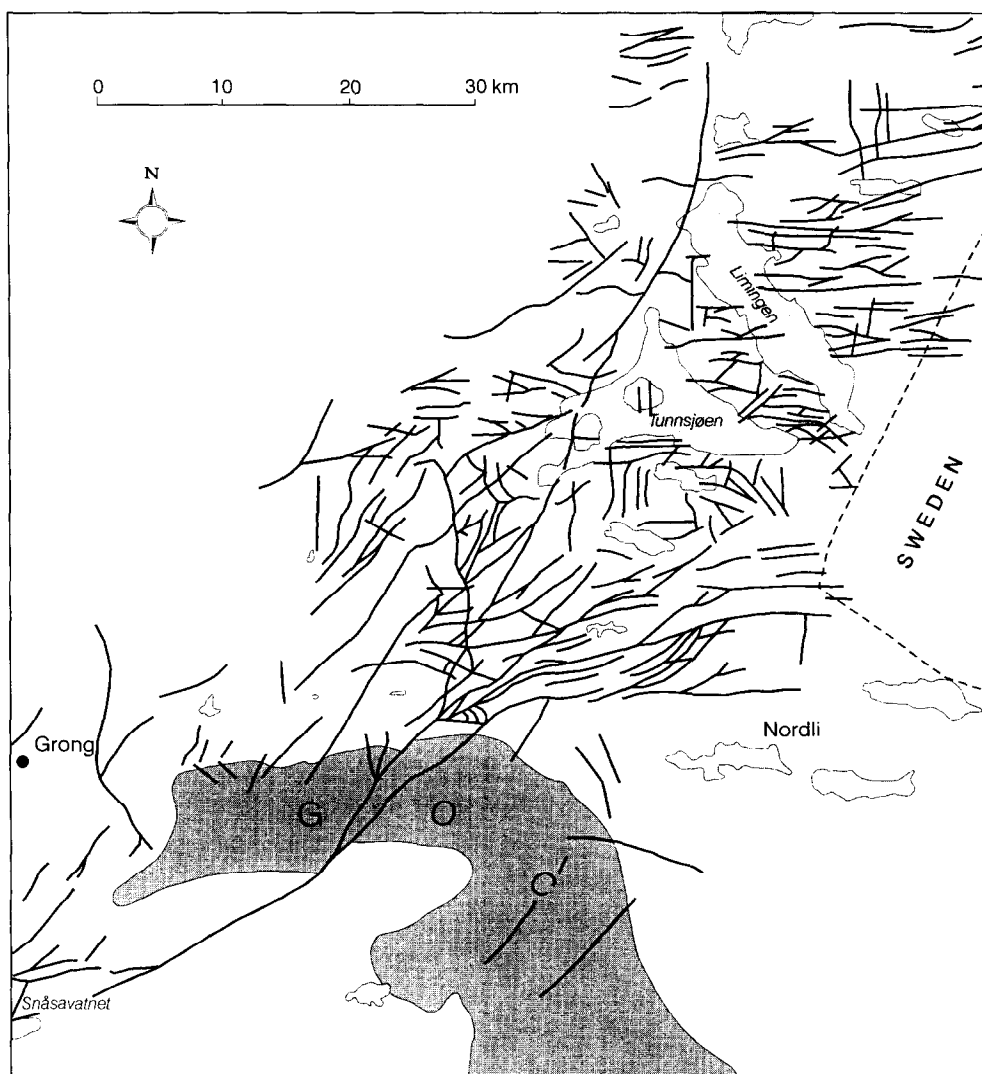 0 10 20 30 km
N
Limingen
Tunnsjøen
SWEDEN
Nordli
Grong
G O C
Snåsavatnet